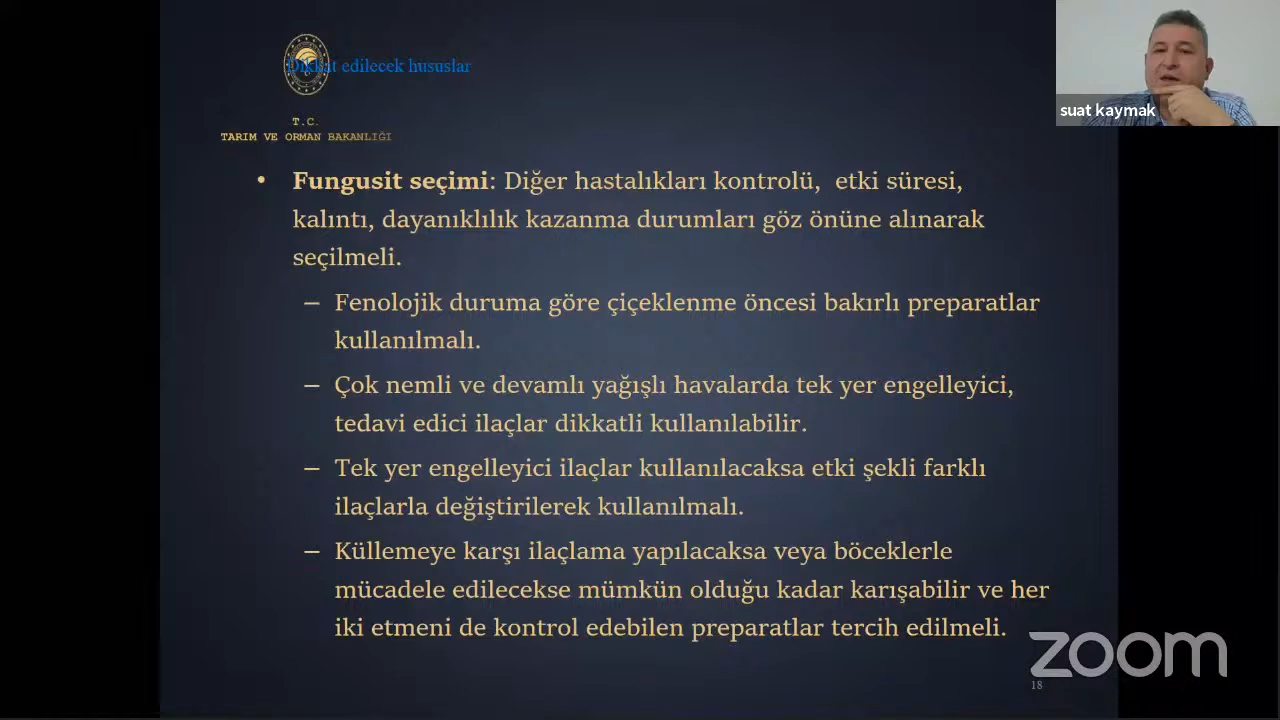 Dikkat edilecek hususlar
suat kaymak
T.C.
TARIM VE ORMAN BAKANLIĞI
• Fungusit seçimi: Diğer hastalıkları kontrolü, etki süresi,
kalıntı, dayanıklılık kazanma durumları göz önüne alınarak
seçilmeli.
– Fenolojik duruma göre çiçeklenme öncesi bakırlı preparatlar
kullanılmalı.
– Çok nemli ve devamlı yağışlı havalarda tek yer engelleyici,
tedavi edici ilaçlar dikkatli kullanılabilir.
– Tek yer engelleyici ilaçlar kullanılacaksa etki şekli farklı
ilaçlarla değiştirilerek kullanılmalı.
– Küllemeye karşı ilaçlama yapılacaksa veya böceklerle
mücadele edilecekse mümkün olduğu kadar karışabilir ve her
iki etmeni de kontrol edebilen preparatlar tercih edilmeli.
zoom
18